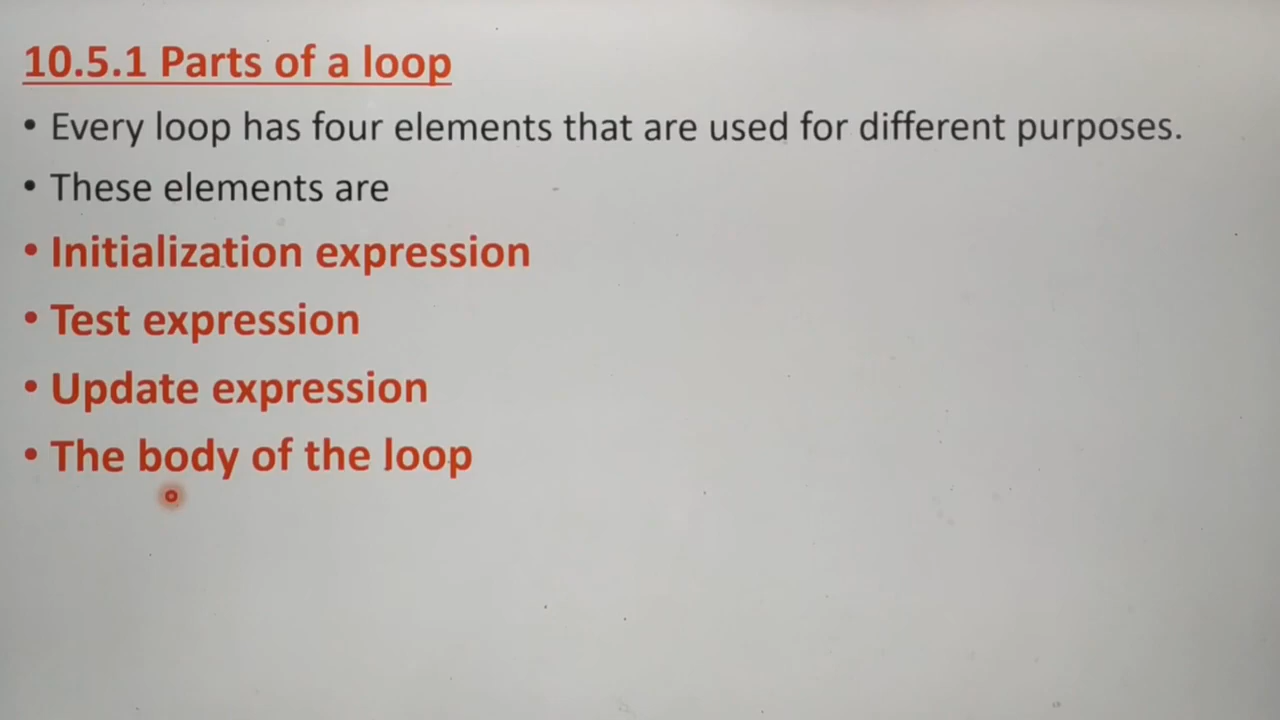 10.5.1 Parts of a loop
• Every loop has four elements that are used for different purposes.
• These elements are
• Initialization expression
• Test expression
• Update expression
• The body of the loop